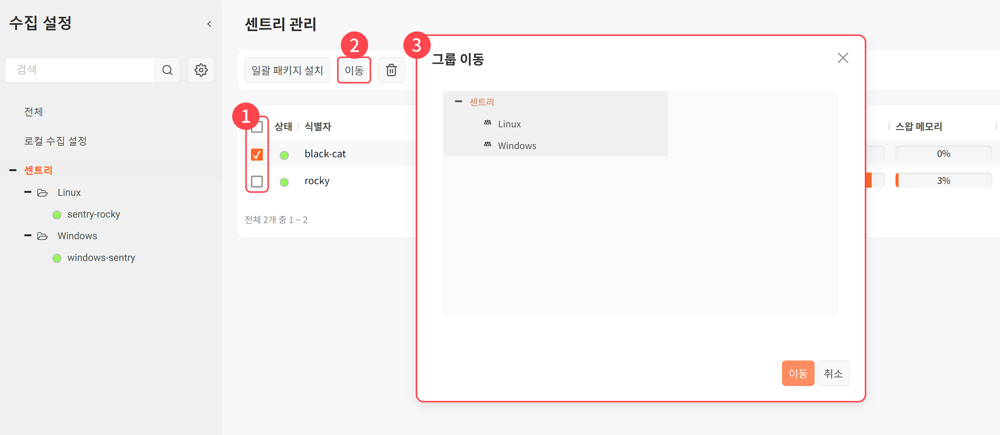 수집 설정
검색
전체
로컬 수집 설정
센트리
Linux
sentry-rocky
Windows
windows-sentry
센트리 관리
일괄 패키지 설치
2
이동
1
상태
식별자
스왑 메모리
black-cat
0%
rocky
3%
전체 2개 중 1 ~ 2
3
그룹 이동
센트리
Linux
Windows
이동
취소